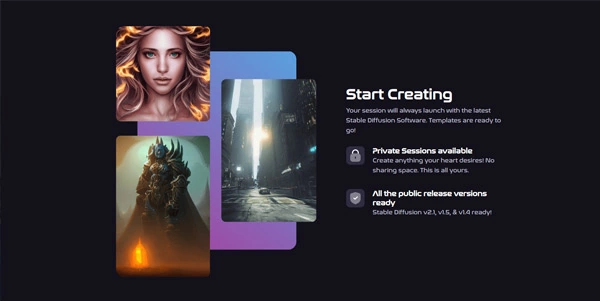 Start Creating
Your session will always launch with the latest
Stable Diffusion Software. Templates are ready to
go!
Private Sessions available
Create anything your heart desires! No
sharing space. This is all yours.
All the public release versions
ready
Stable Diffusion v2.1, v1.5, & v1.4 ready!